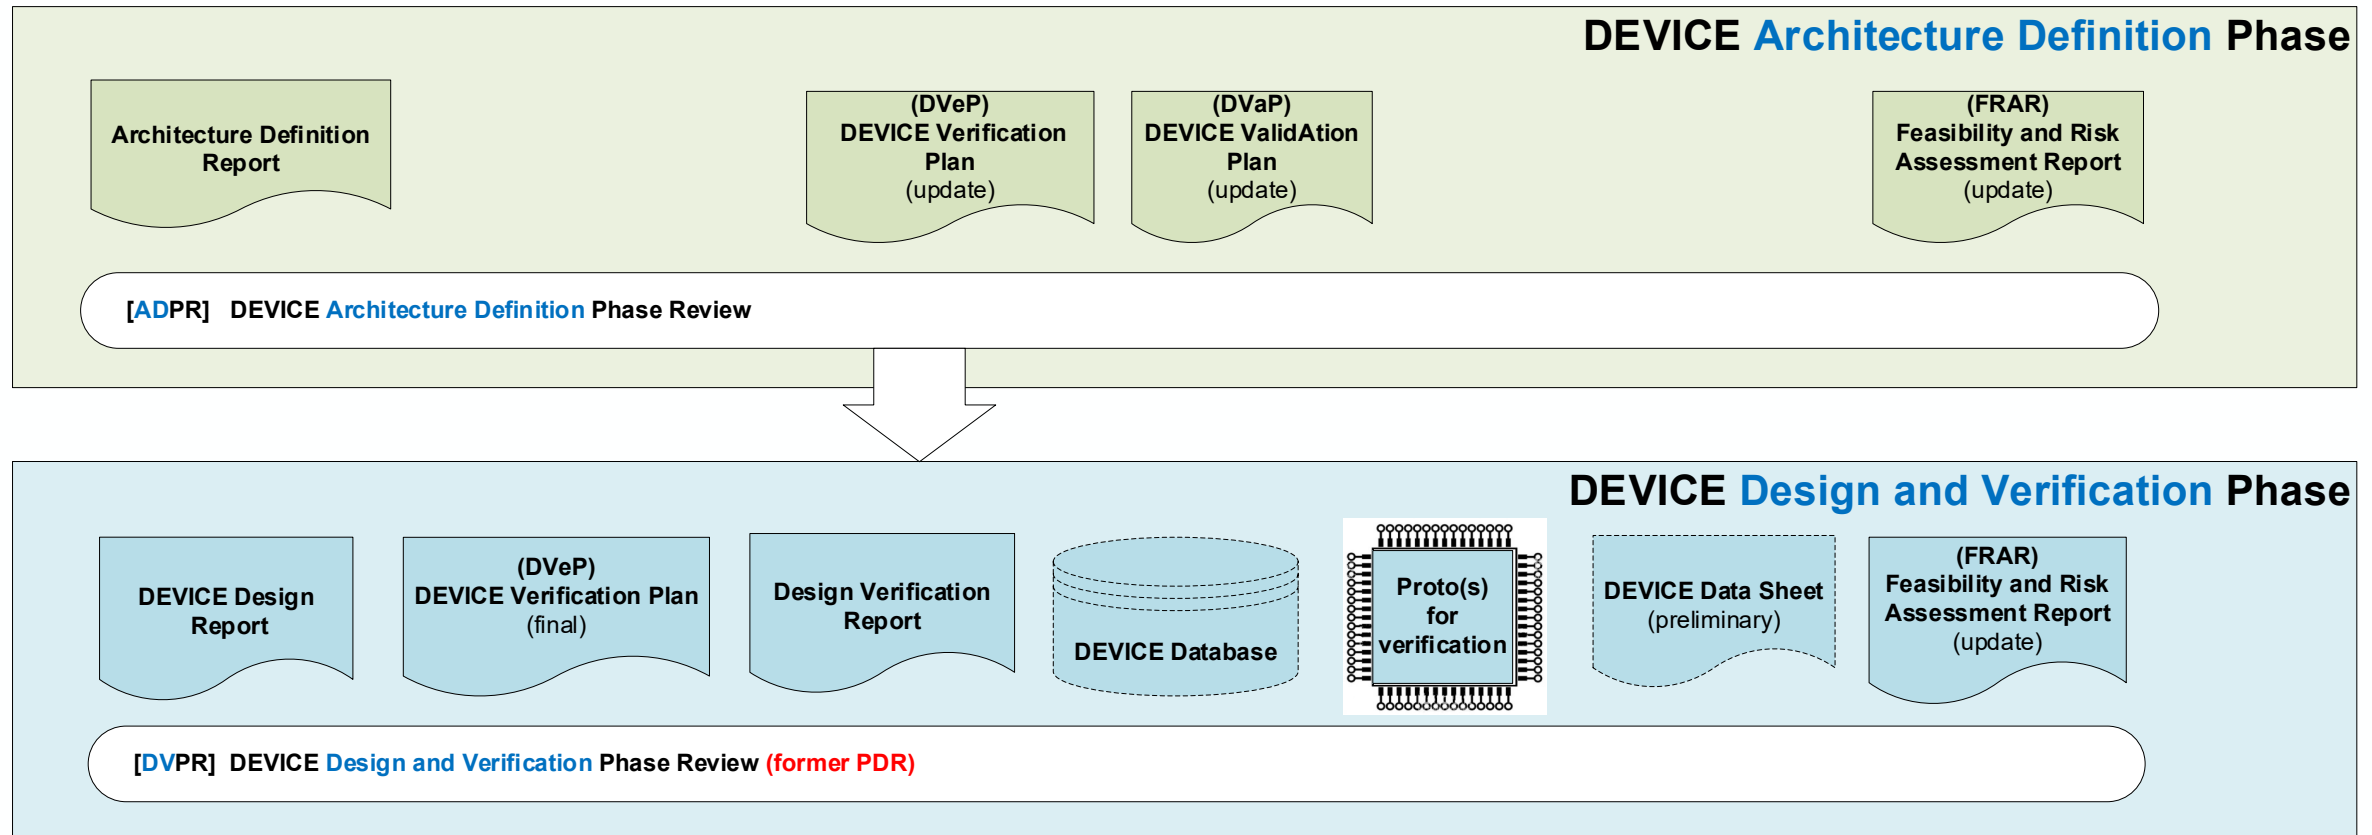 DEVICE Architecture Definition Phase
Architecture Definition
Report
(DVeP)
DEVICE Verification
Plan
(update)
(DVaP)
DEVICE ValidAtion
Plan
(update)
(FRAR)
Feasibility and Risk
Assessment Report
(update)
[ADPR] DEVICE Architecture Definition Phase Review
DEVICE Design and Verification Phase
DEVICE Design
Report
(DVeP)
DEVICE Verification Plan
(final)
Design Verification
Report
DEVICE Database
Proto(s)
for
verification
DEVICE Data Sheet
(preliminary)
(FRAR)
Feasibility and Risk
Assessment Report
(update)
[DVPR] DEVICE Design and Verification Phase Review (former PDR)